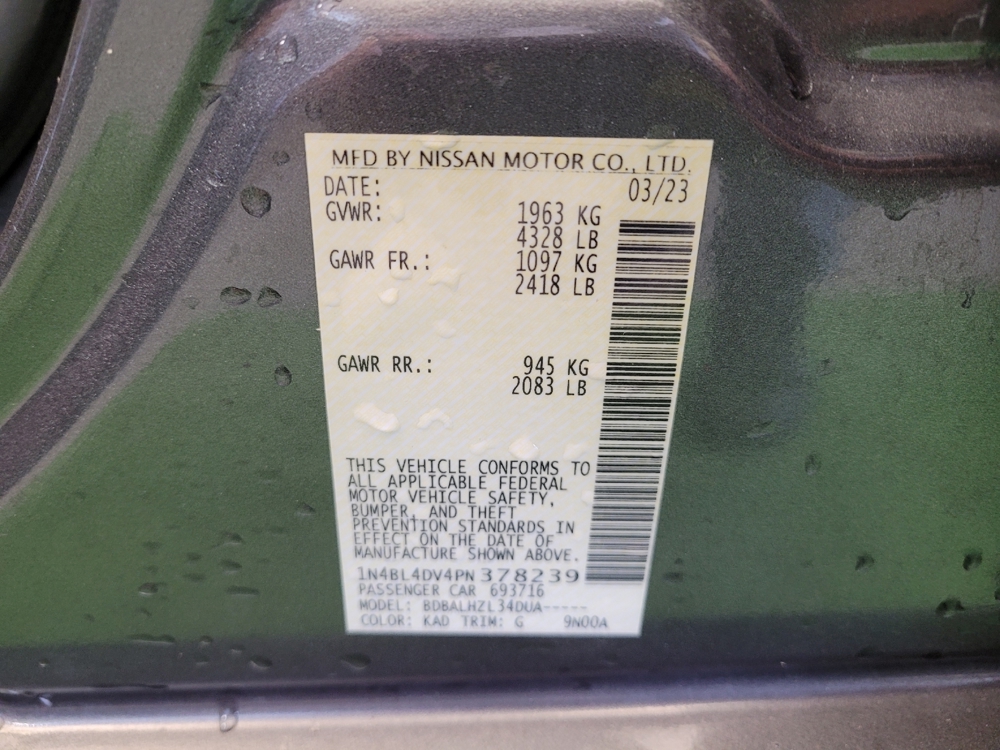 MFD BY NISSAN MOTOR CO., LTD.
DATE: 03/23
GVWR: 1963 KG
4328 LB
GAWR FR.: 1097 KG
2418 LB
GAWR RR.: 945 KG
2083 LB
THIS VEHICLE CONFORMS TO
ALL APPLICABLE FEDERAL
MOTOR VEHICLE SAFETY,
BUMPER, AND THEFT
PREVENTION STANDARDS IN
EFFECT ON THE DATE OF
MANUFACTURE SHOWN ABOVE.
1N4BL4DV4PN378239
PASSENGER CAR 693716
MODEL: BDBALHZL34DUA-----
COLOR: KAD TRIM: G 9N00A